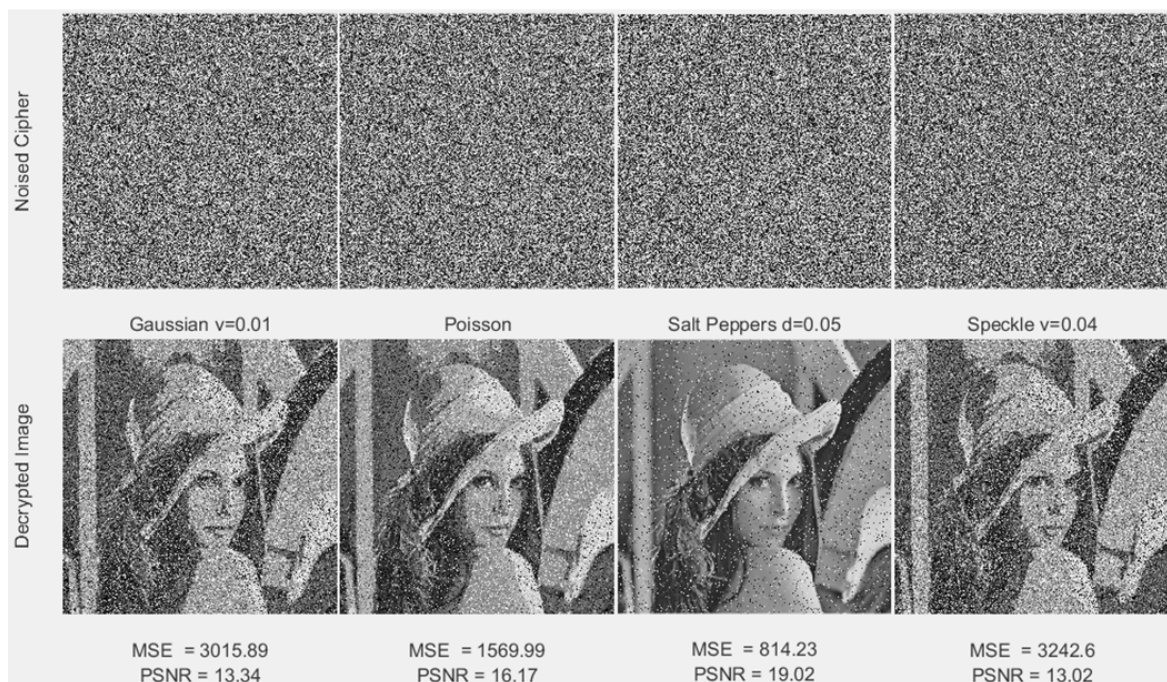 Noised Cipher
Gaussian v=0.01
Poisson
Salt Peppers d=0.05
Speckle v=0.04
Decrypted Image
MSE = 3015.89
PSNR = 13.34
MSE = 1569.99
PSNR = 16.17
MSE = 814.23
PSNR = 19.02
MSE = 3242.6
PSNR = 13.02